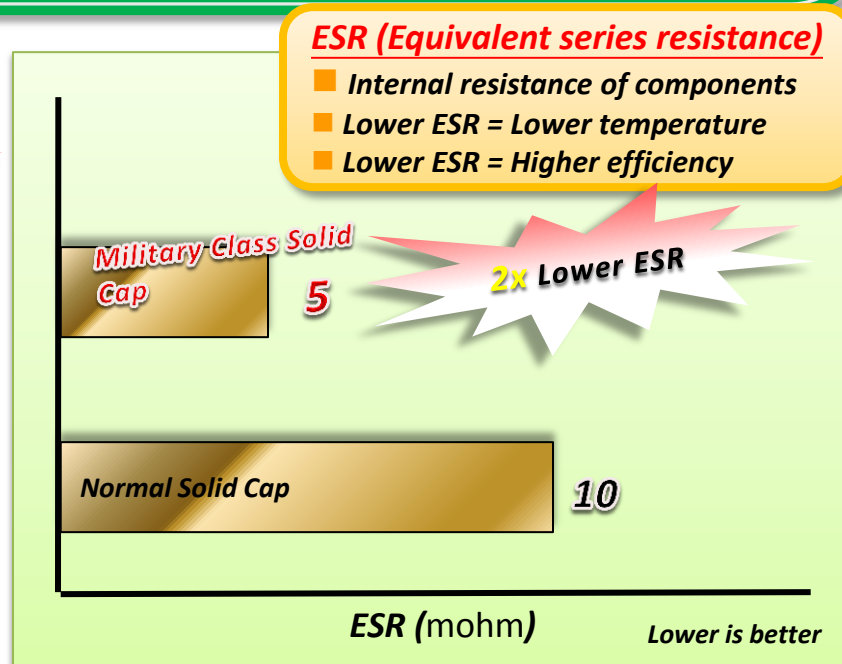 ESR (Equivalent series resistance)
Internal resistance of components
Lower ESR = Lower temperature
Lower ESR = Higher efficiency
Military Class Solid
Cap
5
2x Lower ESR
Normal Solid Cap
10
ESR (mohm)
Lower is better